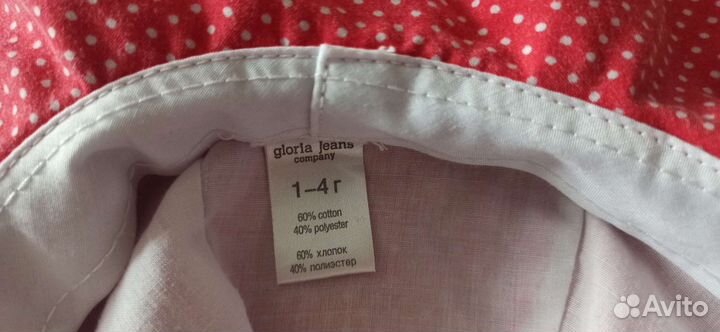 gloria jeans
company
1–4 г
60% cotton
40% polyester
60% хлопок
40% полиэстер
Avito